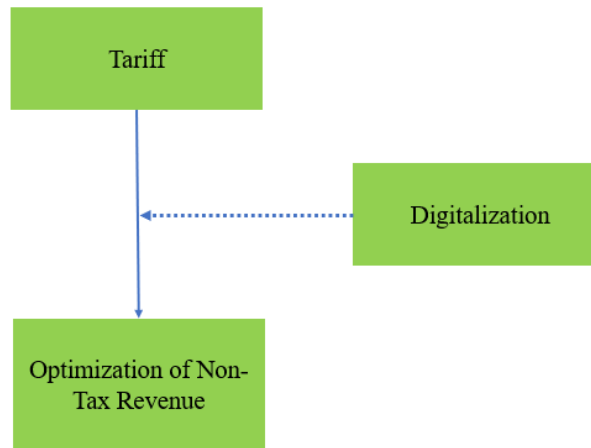 Tariff
Digitalization
Optimization of Non-
Tax Revenue